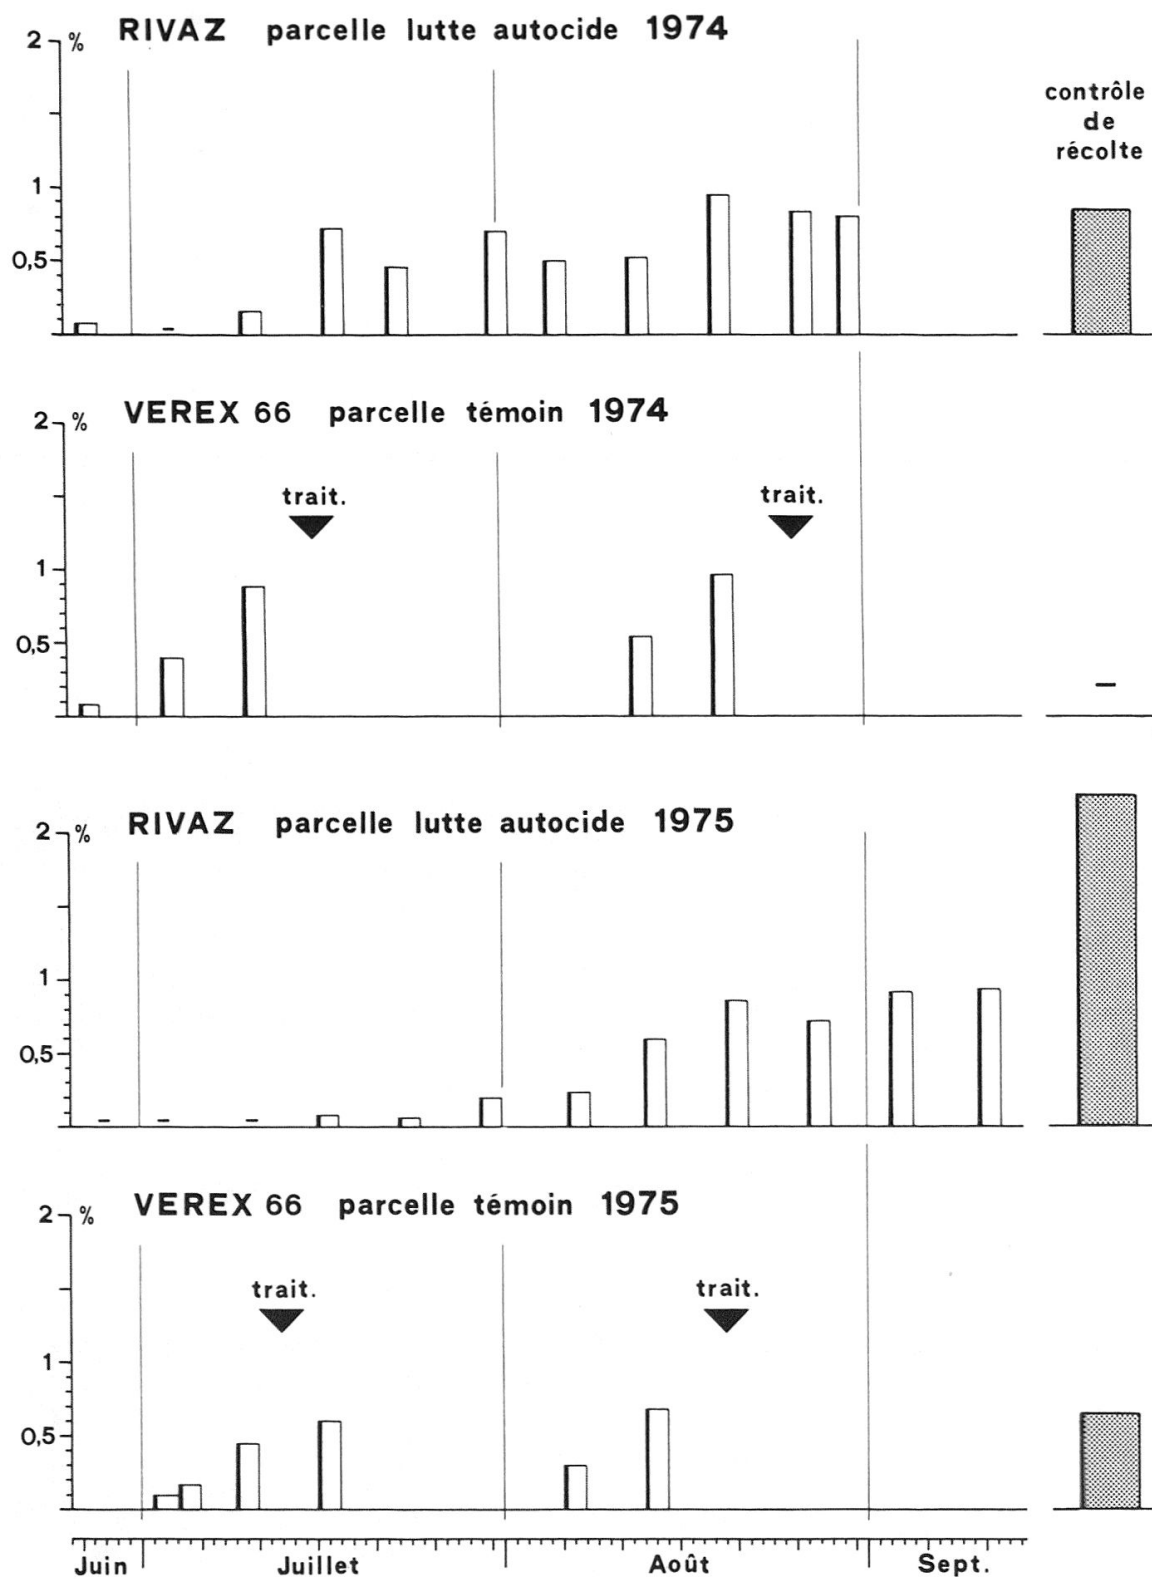 RIVAZ parcelle lutte autocide 1974
2 %
1
0,5
contrôle
de
récolte
VEREX 66 parcelle témoin 1974
2 %
trait. trait.
1
0,5
RIVAZ parcelle lutte autocide 1975
2 %
1
0,5
VEREX 66 parcelle témoin 1975
2 %
trait. trait.
1
0,5
Juin Juillet Août Sept.